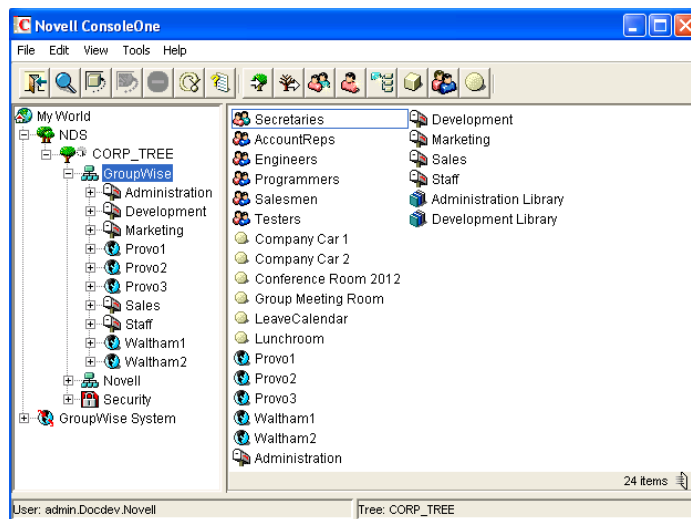 Novell ConsoleOne
File Edit View Tools Help
My World
NDS
CORP_TREE
GroupWise
Administration
Development
Marketing
Provo1
Provo2
Provo3
Sales
Staff
Waltham1
Waltham2
Novell
Security
GroupWise System
Secretaries
AccountReps
Engineers
Programmers
Salesmen
Testers
Company Car 1
Company Car 2
Conference Room 2012
Group Meeting Room
LeaveCalendar
Lunchroom
Provo1
Provo2
Provo3
Waltham1
Waltham2
Administration
Development
Marketing
Sales
Staff
Administration Library
Development Library
24 items
User: admin.Docdev.Novell
Tree: CORP_TREE